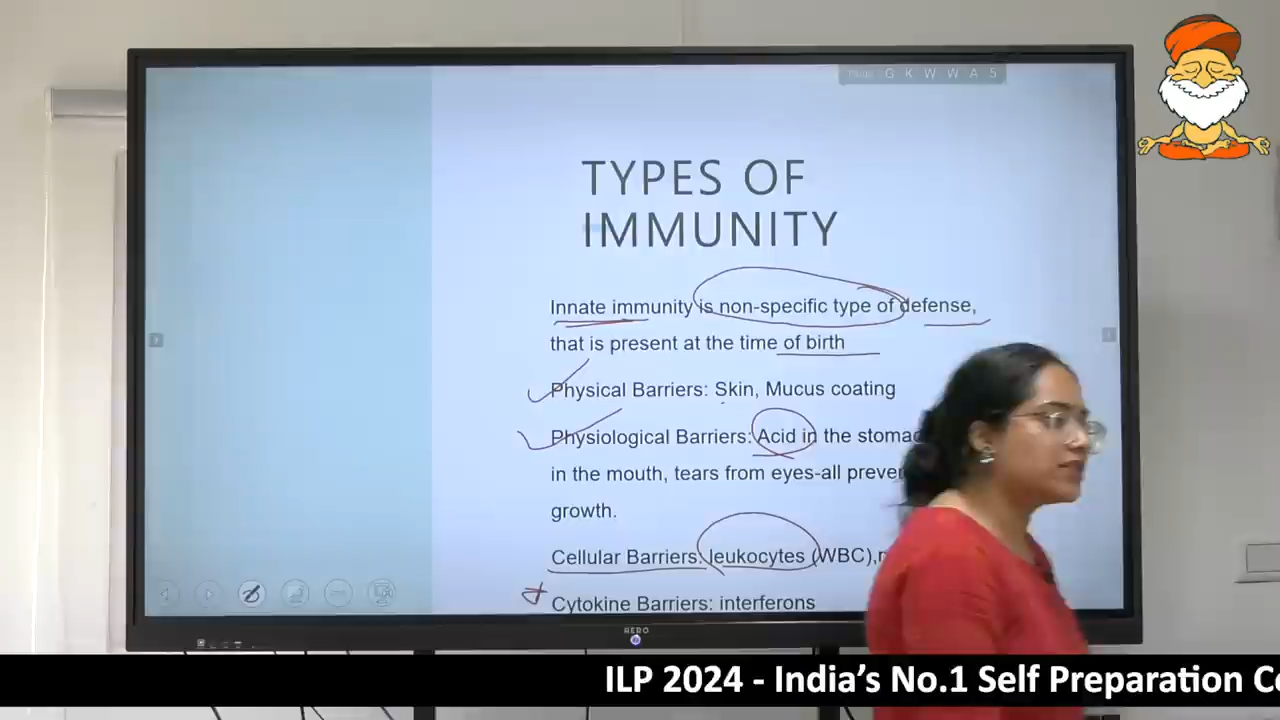 G K W W A 5
TYPES OF
IMMUNITY
Innate immunity is non-specific type of defense,
that is present at the time of birth
Physical Barriers: Skin, Mucus coating
Physiological Barriers: Acid in the
in the mouth, tears from eyes-all
growth.
Cellular Barriers: leukocytes (WBC),
Cytokine Barriers: interferons
ILP 2024 - India's No.1 Self Preparation